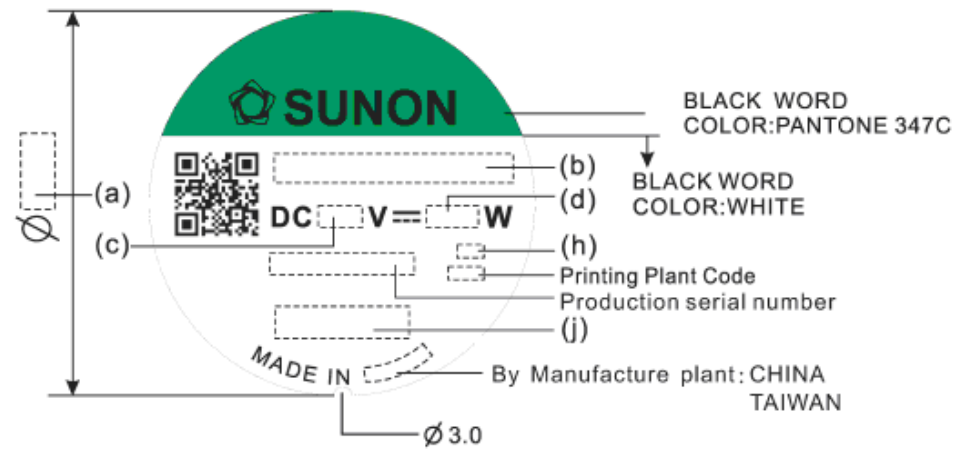 SUNON
BLACK WORD
COLOR:PANTONE 347C
(b)
BLACK WORD
COLOR:WHITE
(a)
Ø
DC V⎓ W
(d)
(c)
(h)
Printing Plant Code
Production serial number
(j)
MADE IN
By Manufacture plant: CHINA
TAIWAN
Ø3.0